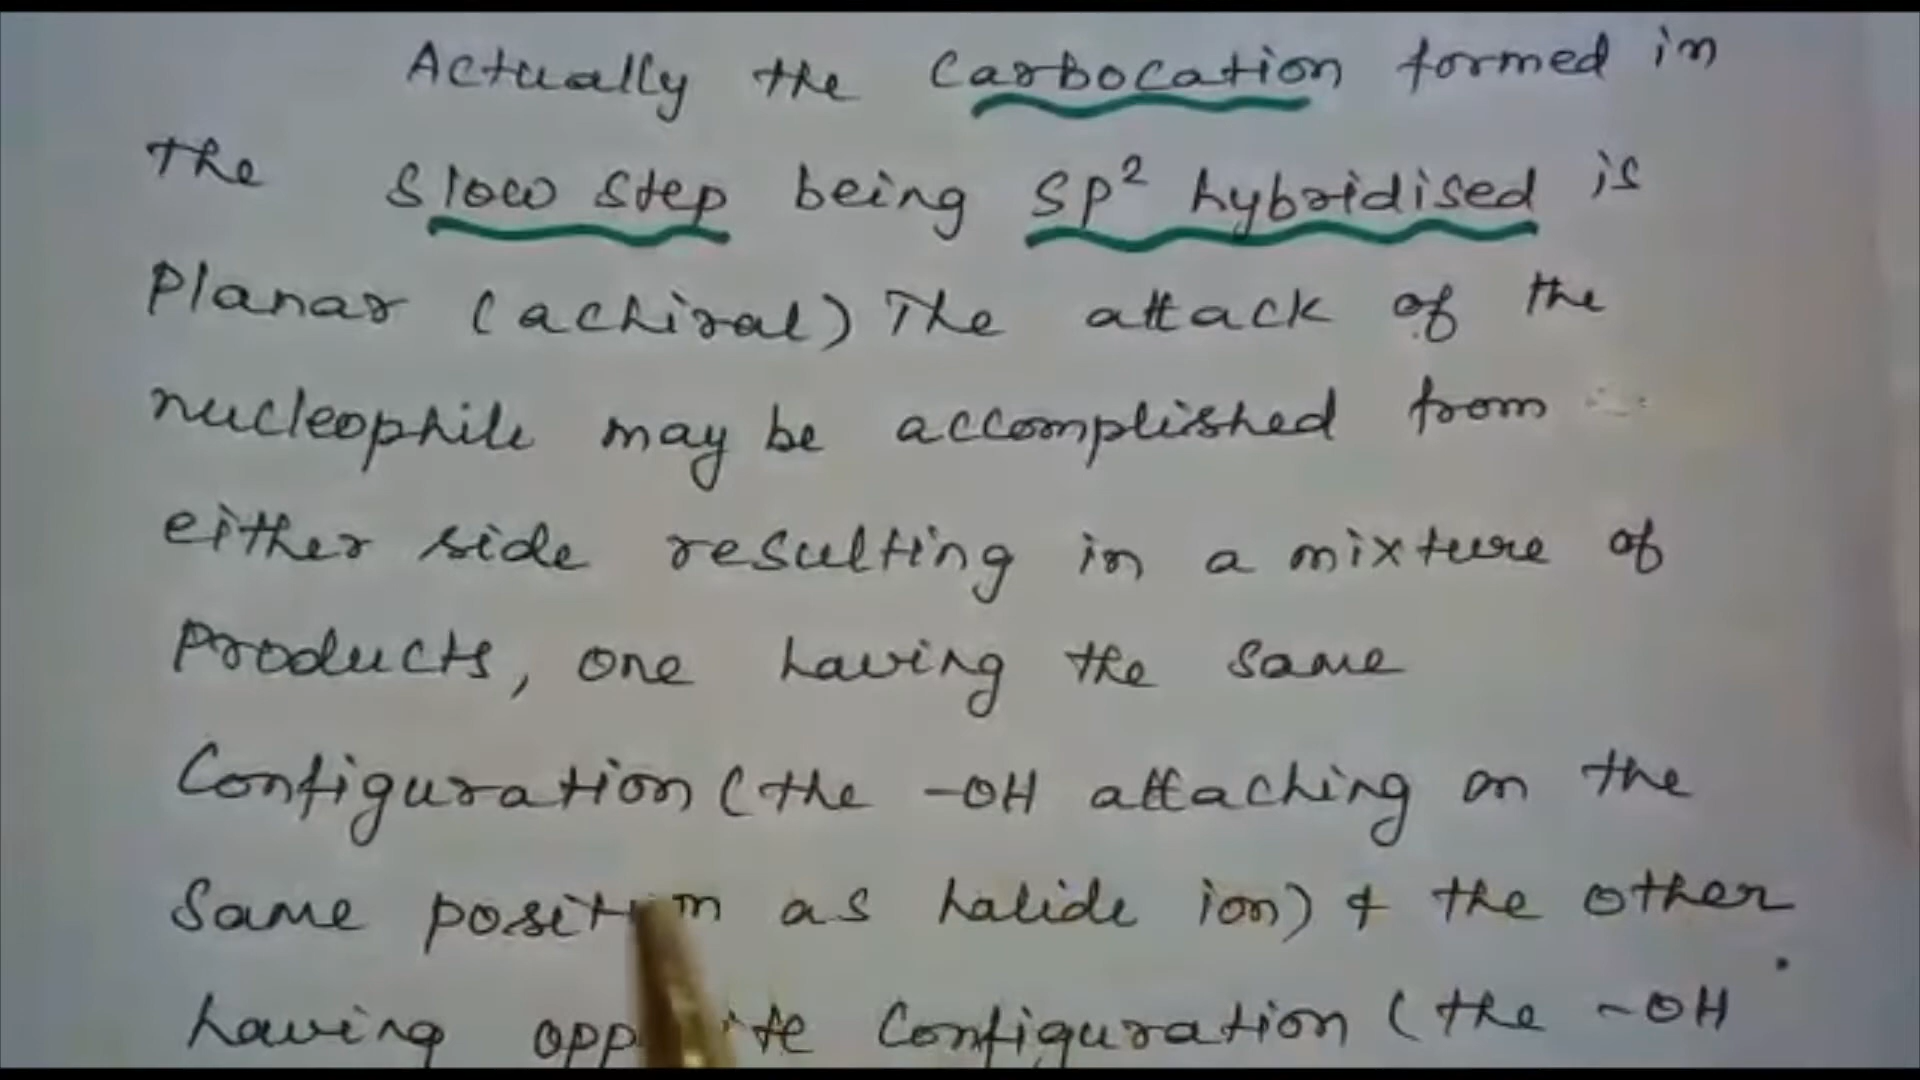 Actually the Carbocation formed in
the slow step being SP² hybridised is
Planar (achiral) The attack of the
nucleophile may be accomplished from
either side resulting in a mixture of
Products, one having the same
Configuration (the -OH attaching on the
Same position as halide ion) & the other
having opposite Configuration (the -OH